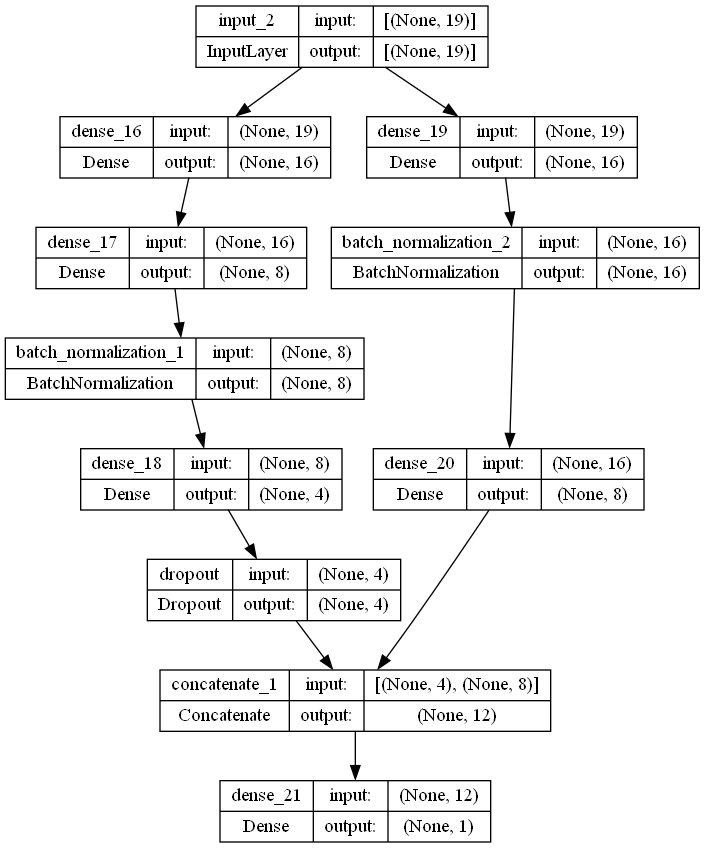 input_2 input: [(None, 19)]
InputLayer output: [(None, 19)]
dense_16 input: (None, 19)
Dense output: (None, 16)
dense_19 input: (None, 19)
Dense output: (None, 16)
dense_17 input: (None, 16)
Dense output: (None, 8)
batch_normalization_2 input: (None, 16)
BatchNormalization output: (None, 16)
batch_normalization_1 input: (None, 8)
BatchNormalization output: (None, 8)
dense_18 input: (None, 8)
Dense output: (None, 4)
dense_20 input: (None, 16)
Dense output: (None, 8)
dropout input: (None, 4)
Dropout output: (None, 4)
concatenate_1 input: [(None, 4), (None, 8)]
Concatenate output: (None, 12)
dense_21 input: (None, 12)
Dense output: (None, 1)